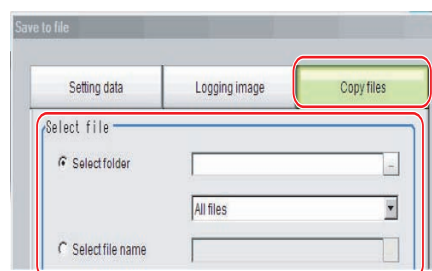 Save to file
Setting data
Logging image
Copy files
Select file
Select folder
...
All files
Select file name